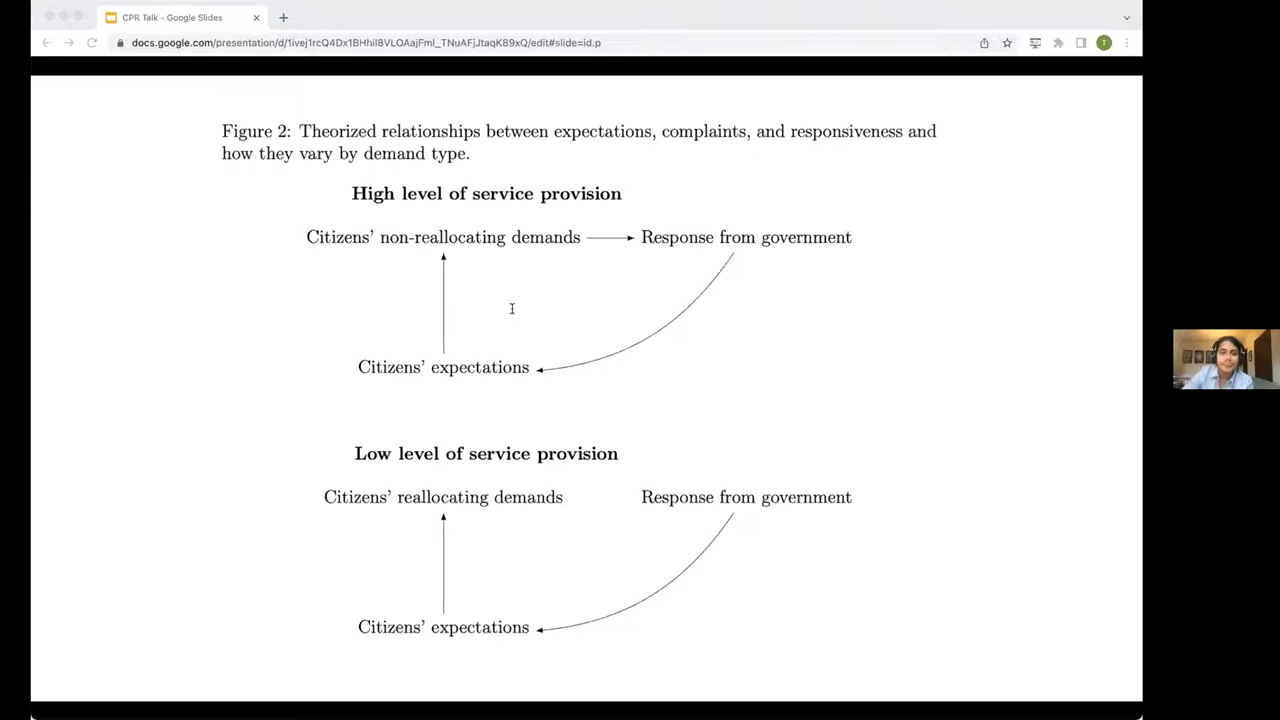 CPR Talk - Google Slides
docs.google.com/presentation/d/1ivej1rcQ4Dx1BHhil8VLOAajFml_TNuAFjJtaqK89xQ/edit#slide=id.p
T
Figure 2: Theorized relationships between expectations, complaints, and responsiveness and
how they vary by demand type.
High level of service provision
Citizens' non-reallocating demands
Response from government
Citizens' expectations
Low level of service provision
Citizens' reallocating demands
Response from government
Citizens' expectations